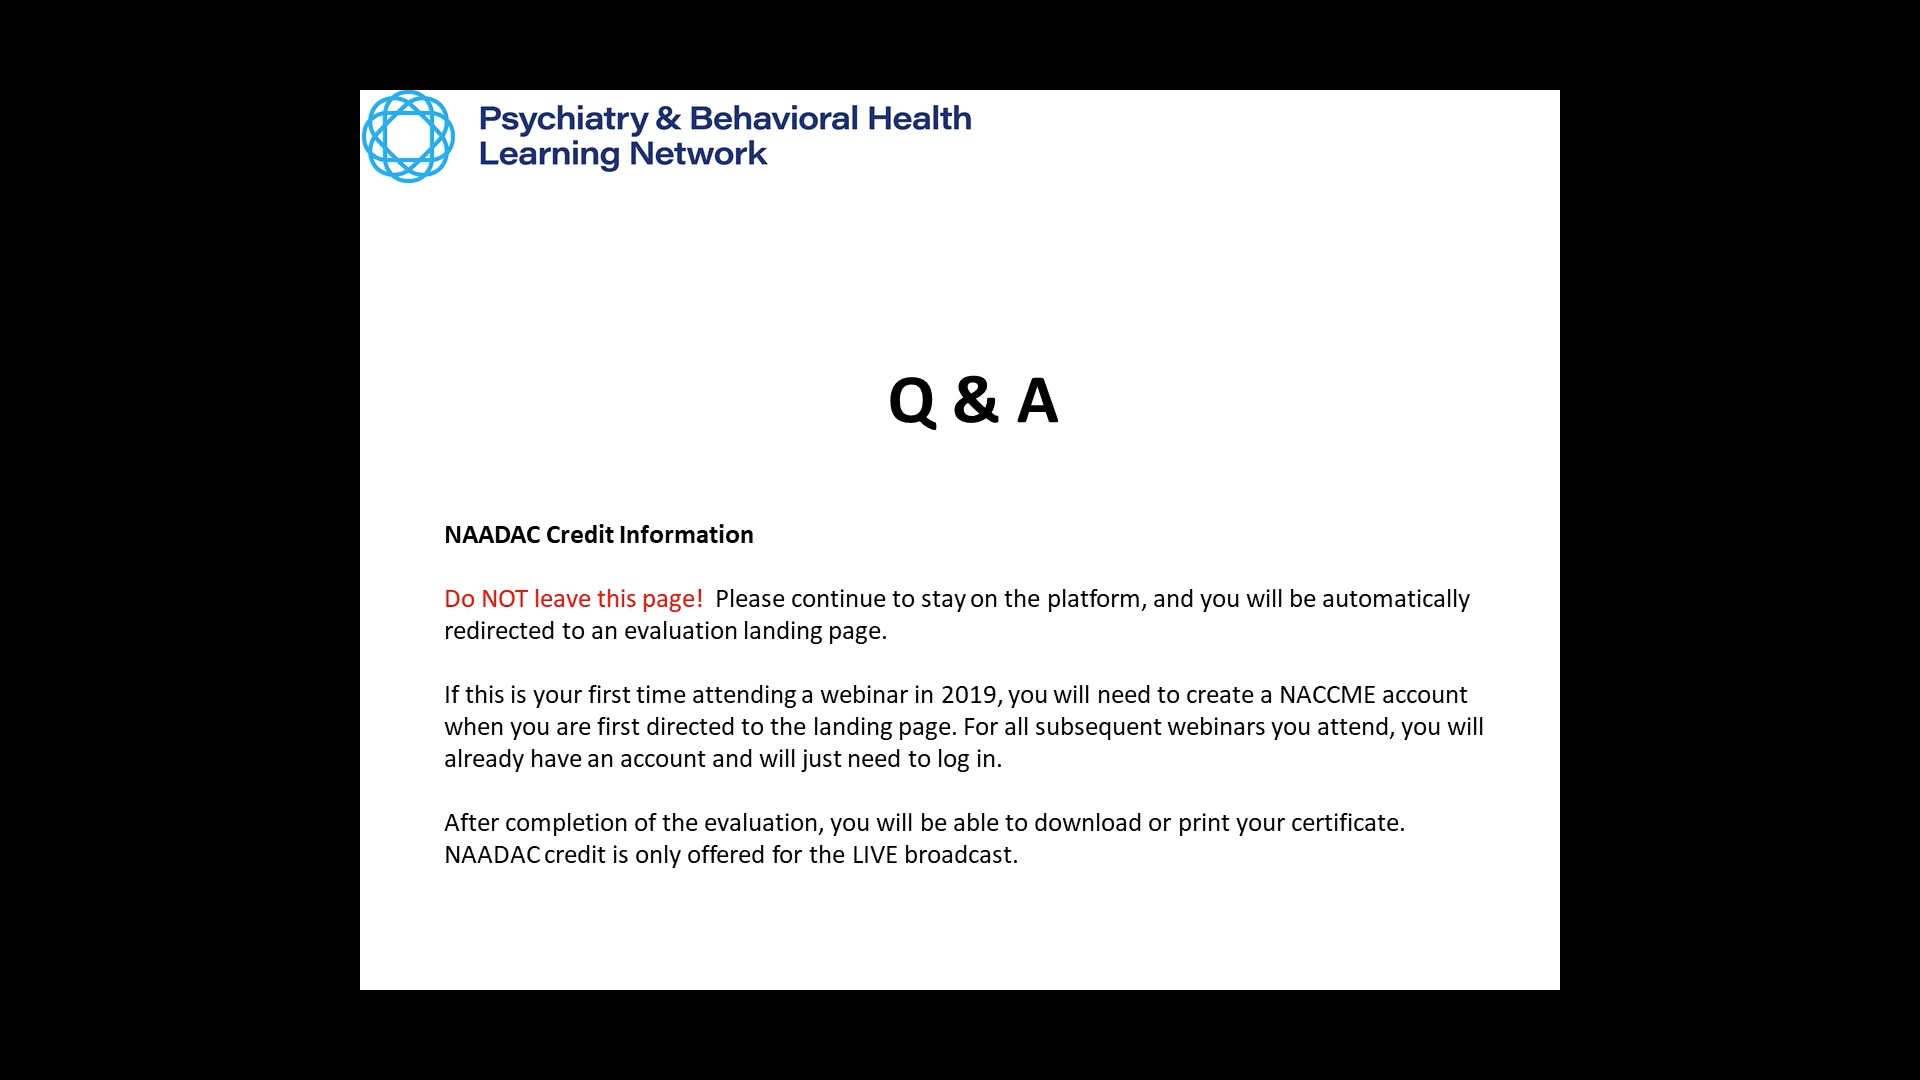 Psychiatry & Behavioral Health
Learning Network
Q & A
NAADAC Credit Information
Do NOT leave this page!  Please continue to stay on the platform, and you will be automatically
redirected to an evaluation landing page.
If this is your first time attending a webinar in 2019, you will need to create a NACCME account
when you are first directed to the landing page. For all subsequent webinars you attend, you will
already have an account and will just need to log in.
After completion of the evaluation, you will be able to download or print your certificate.
NAADAC credit is only offered for the LIVE broadcast.